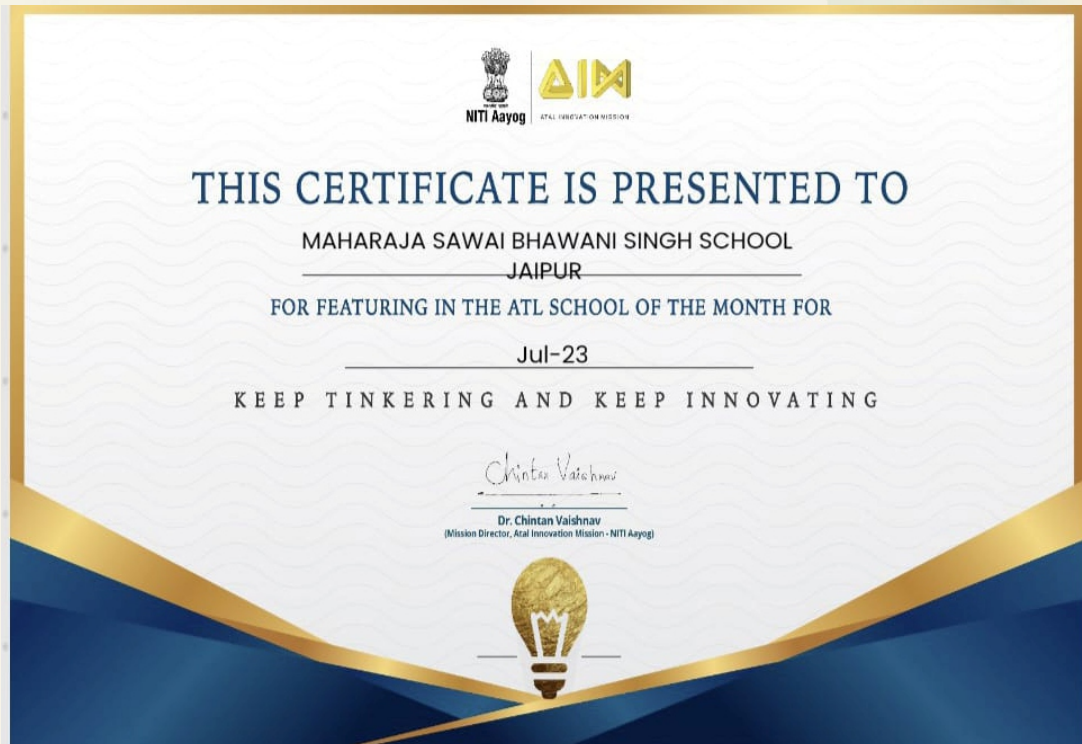 NITI Aayog
AIM
ATAL INNOVATION MISSION
THIS CERTIFICATE IS PRESENTED TO
MAHARAJA SAWAI BHAWANI SINGH SCHOOL
JAIPUR
FOR FEATURING IN THE ATL SCHOOL OF THE MONTH FOR
Jul-23
KEEP TINKERING AND KEEP INNOVATING
Chintan Vaishnav
Dr. Chintan Vaishnav
(Mission Director, Atal Innovation Mission - NITI Aayog)